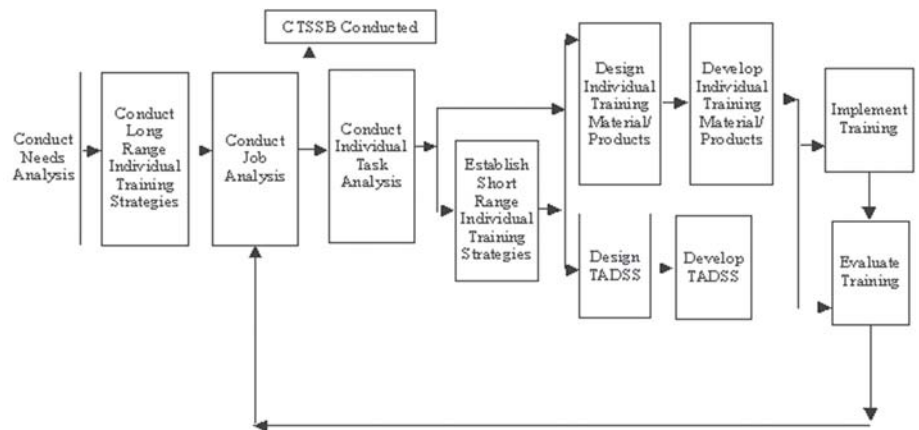 CTSSB Conducted
Conduct
Needs
Analysis
Conduct
Long
Range
Individual
Training
Strategies
Conduct
Job
Analysis
Conduct
Individual
Task
Analysis
Establish
Short
Range
Individual
Training
Strategies
Design
Individual
Training
Material/
Products
Develop
Individual
Training
Material/
Products
Design
TADSS
Develop
TADSS
Implement
Training
Evaluate
Training